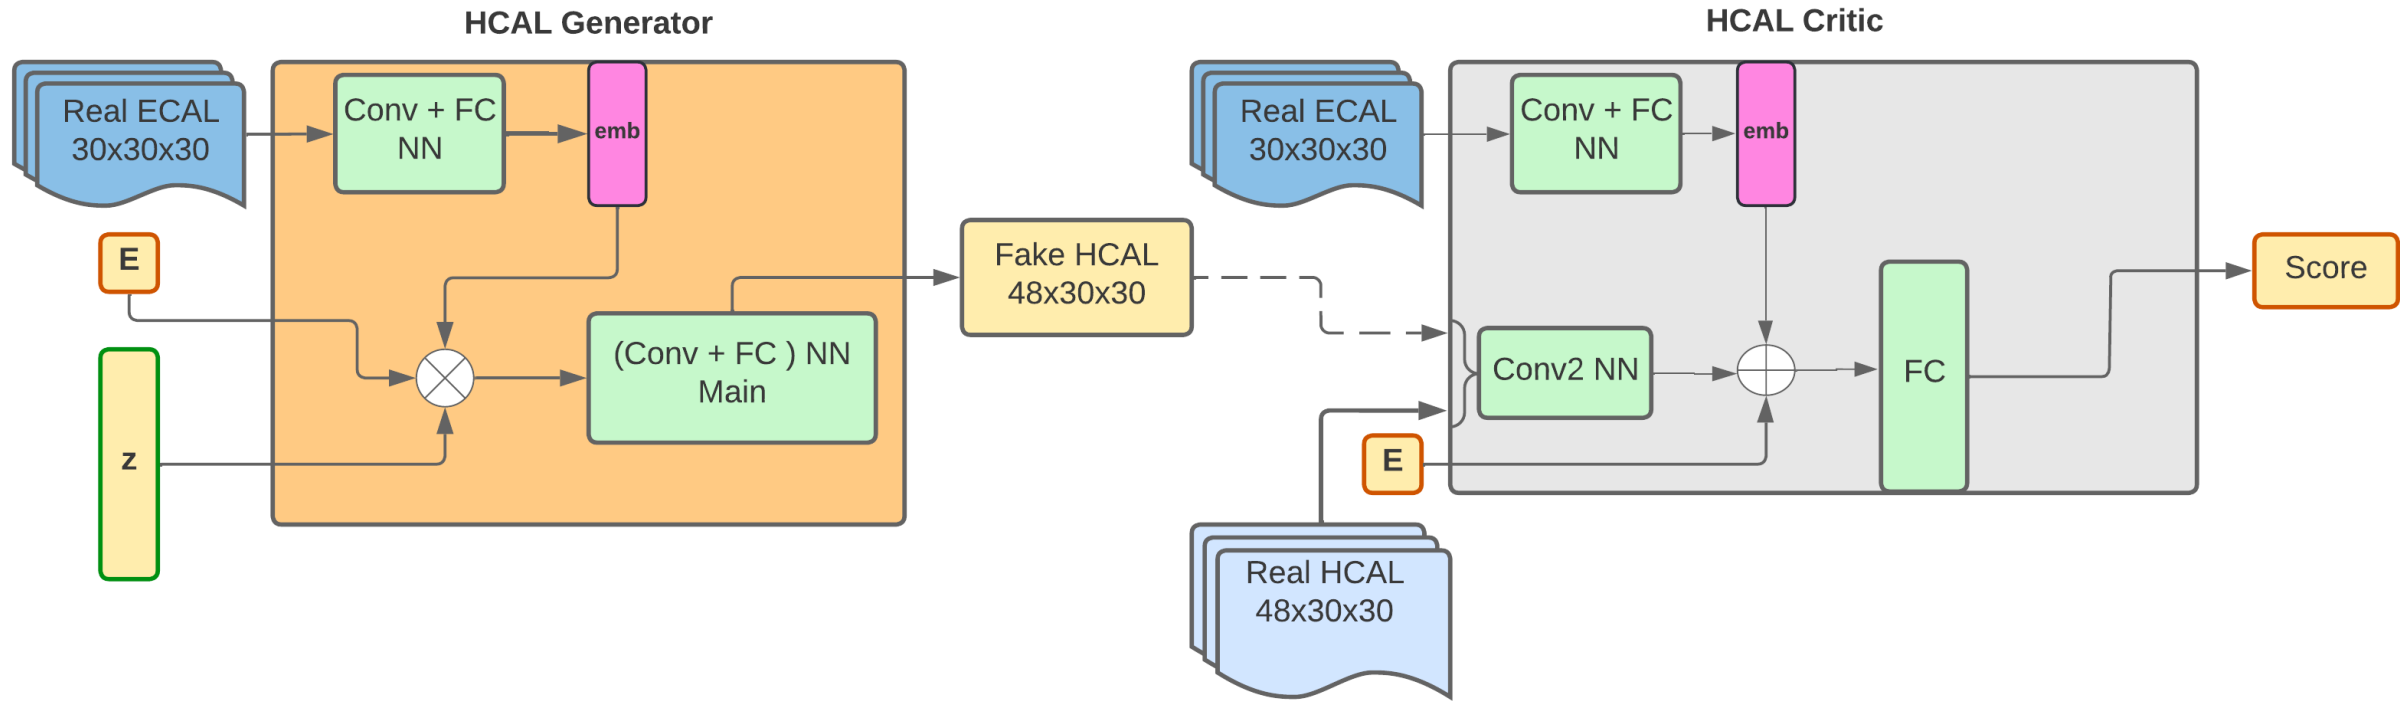 HCAL Generator
Real ECAL
30x30x30
Conv + FC
NN
emb
E
z
(Conv + FC ) NN
Main
Fake HCAL
48x30x30
HCAL Critic
Real ECAL
30x30x30
Conv + FC
NN
emb
Conv2 NN
E
FC
Score
Real HCAL
48x30x30